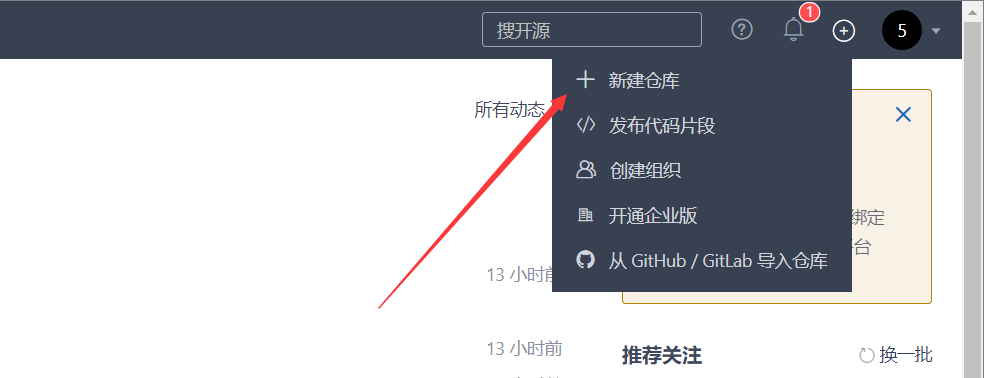 搜开源
1
5
新建仓库
所有动态
发布代码片段
创建组织
开通企业版
绑定
从 GitHub / GitLab 导入仓库
13 小时前
推荐关注
换一批
13 小时前